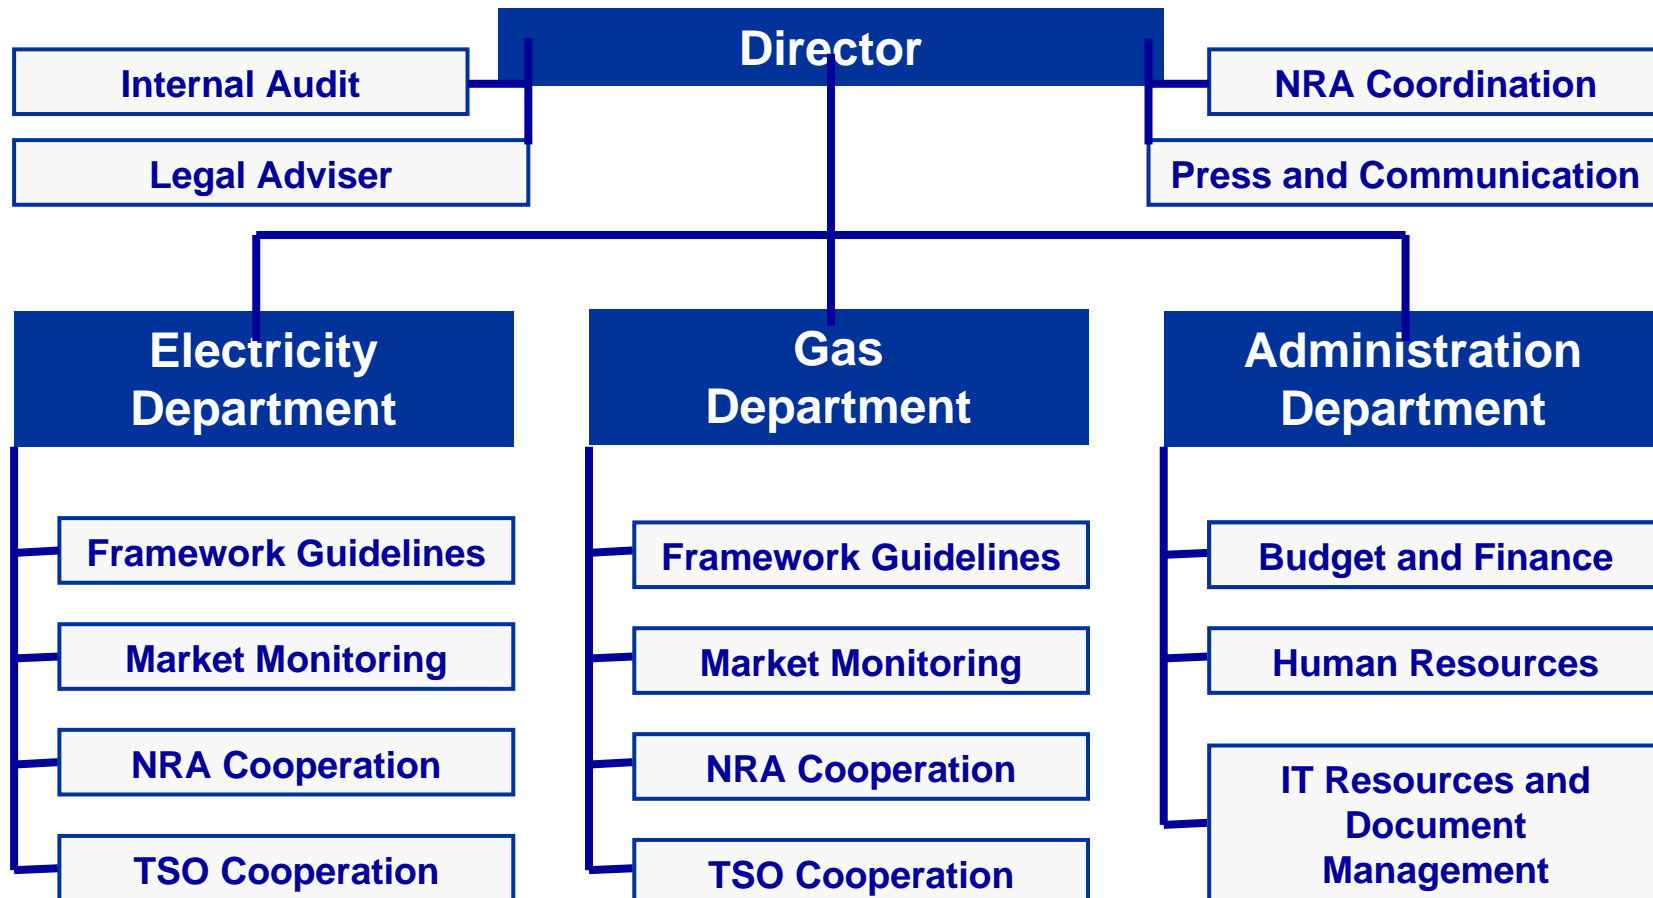 Director
Internal Audit
NRA Coordination
Legal Adviser
Press and Communication
Electricity
Department
Gas
Department
Administration
Department
Framework Guidelines
Market Monitoring
NRA Cooperation
TSO Cooperation
Framework Guidelines
Market Monitoring
NRA Cooperation
TSO Cooperation
Budget and Finance
Human Resources
IT Resources and
Document
Management